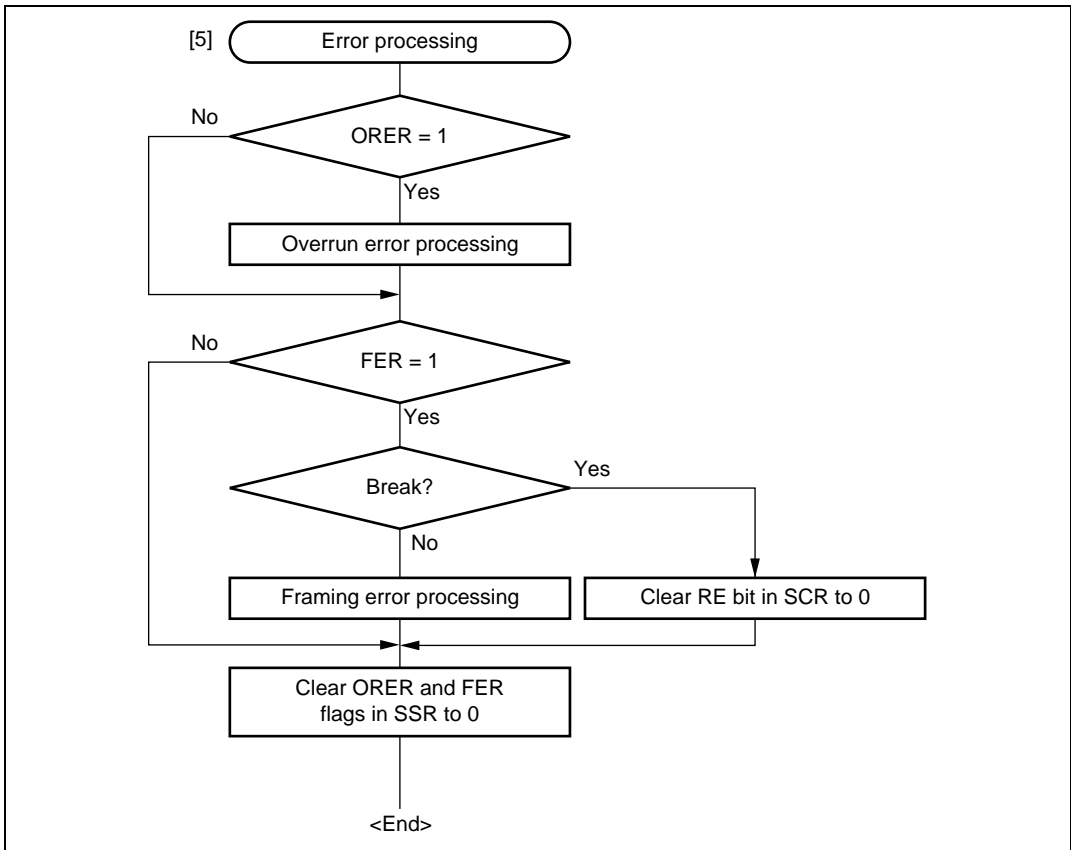 [5]
Error processing
No
ORER = 1
Yes
Overrun error processing
No
FER = 1
Yes
Break?
Yes
No
Framing error processing
Clear RE bit in SCR to 0
Clear ORER and FER
flags in SSR to 0
<End>